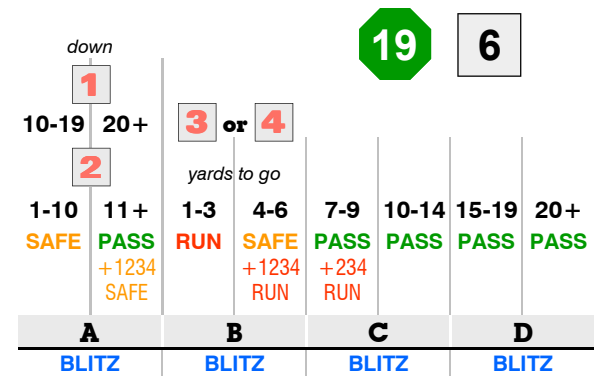 19 6
down
1
10-19 20+ 3 or 4
2 yards to go
1-10 11+ 1-3 4-6 7-9 10-14 15-19 20+
SAFE PASS RUN SAFE PASS PASS PASS PASS
+1234 +1234 +234
SAFE RUN RUN
A B C D
BLITZ BLITZ BLITZ BLITZ